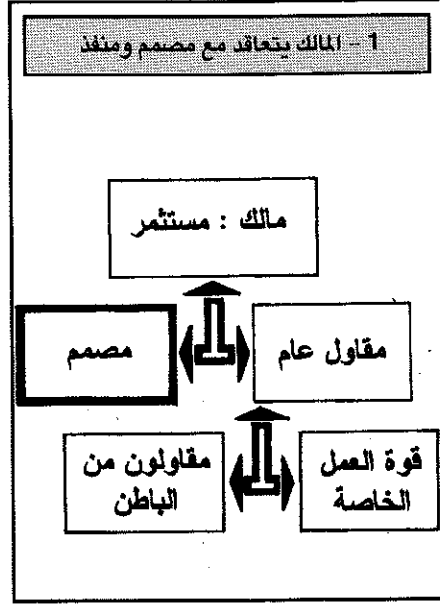 1 - المالك يتعاقد مع مصمم ومنفذ
مالك : مستثمر
مقاول عام
مصمم
قوة العمل
الخاصة
مقاولون من
الباطن